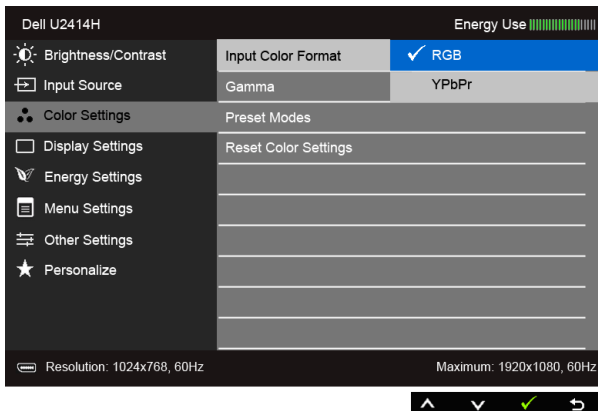 Dell U2414H Energy Use
Brightness/Contrast Input Color Format RGB
Input Source Gamma YPbPr
Color Settings Preset Modes
Display Settings Reset Color Settings
Energy Settings
Menu Settings
Other Settings
Personalize
Resolution: 1024x768, 60Hz Maximum: 1920x1080, 60Hz